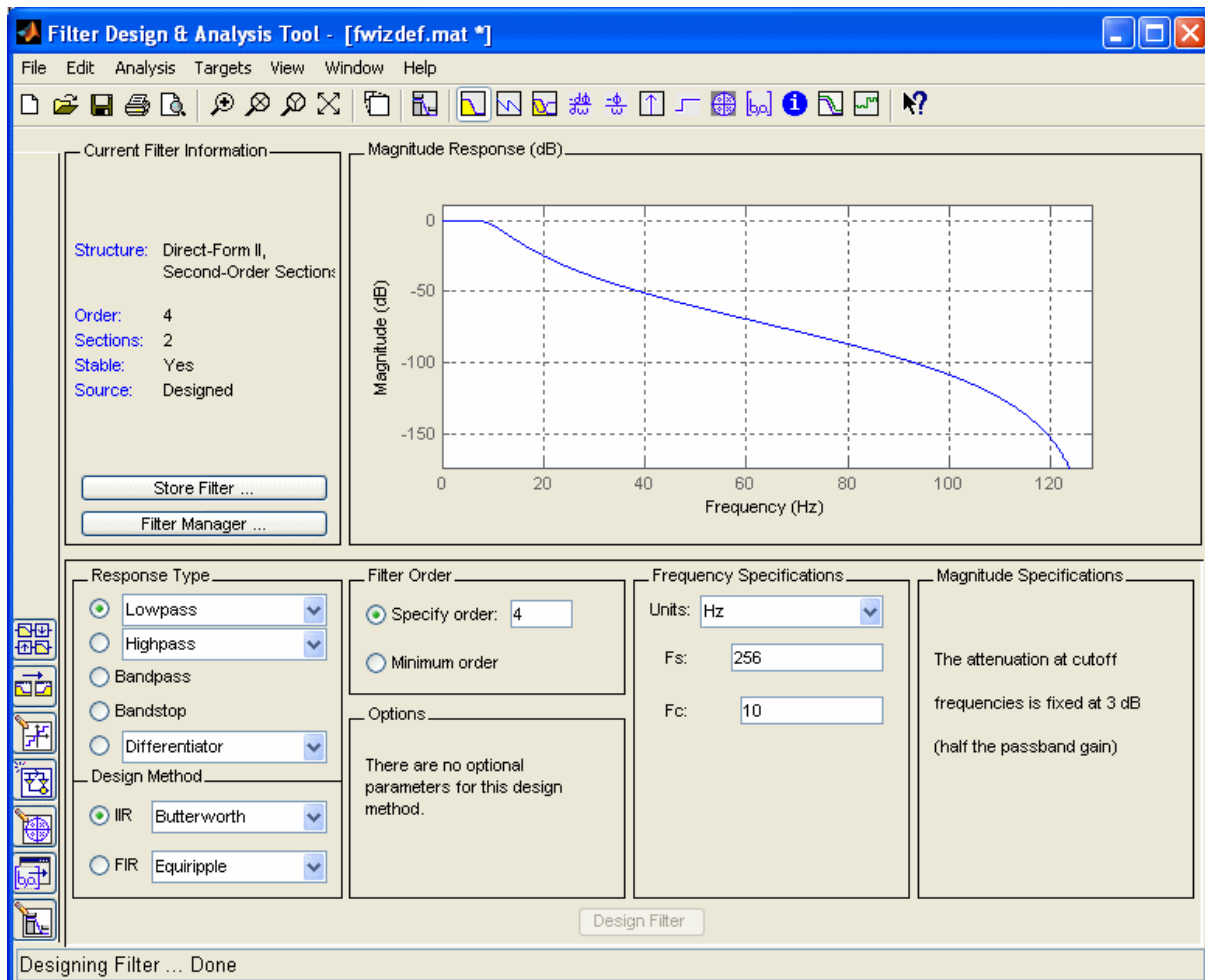 Filter Design & Analysis Tool - [fwizdef.mat *]
File Edit Analysis Targets View Window Help
Current Filter Information
Structure: Direct-Form II,
Second-Order Sections
Order: 4
Sections: 2
Stable: Yes
Source: Designed
Store Filter ...
Filter Manager ...
Magnitude Response (dB)
Magnitude (dB)
0
-50
-100
-150
0 20 40 60 80 100 120
Frequency (Hz)
Response Type
Lowpass
Highpass
Bandpass
Bandstop
Differentiator
Design Method
IIR Butterworth
FIR Equiripple
Filter Order
Specify order: 4
Minimum order
Options
There are no optional
parameters for this design
method.
Frequency Specifications
Units: Hz
Fs: 256
Fc: 10
Magnitude Specifications
The attenuation at cutoff
frequencies is fixed at 3 dB
(half the passband gain)
Design Filter
Designing Filter ... Done